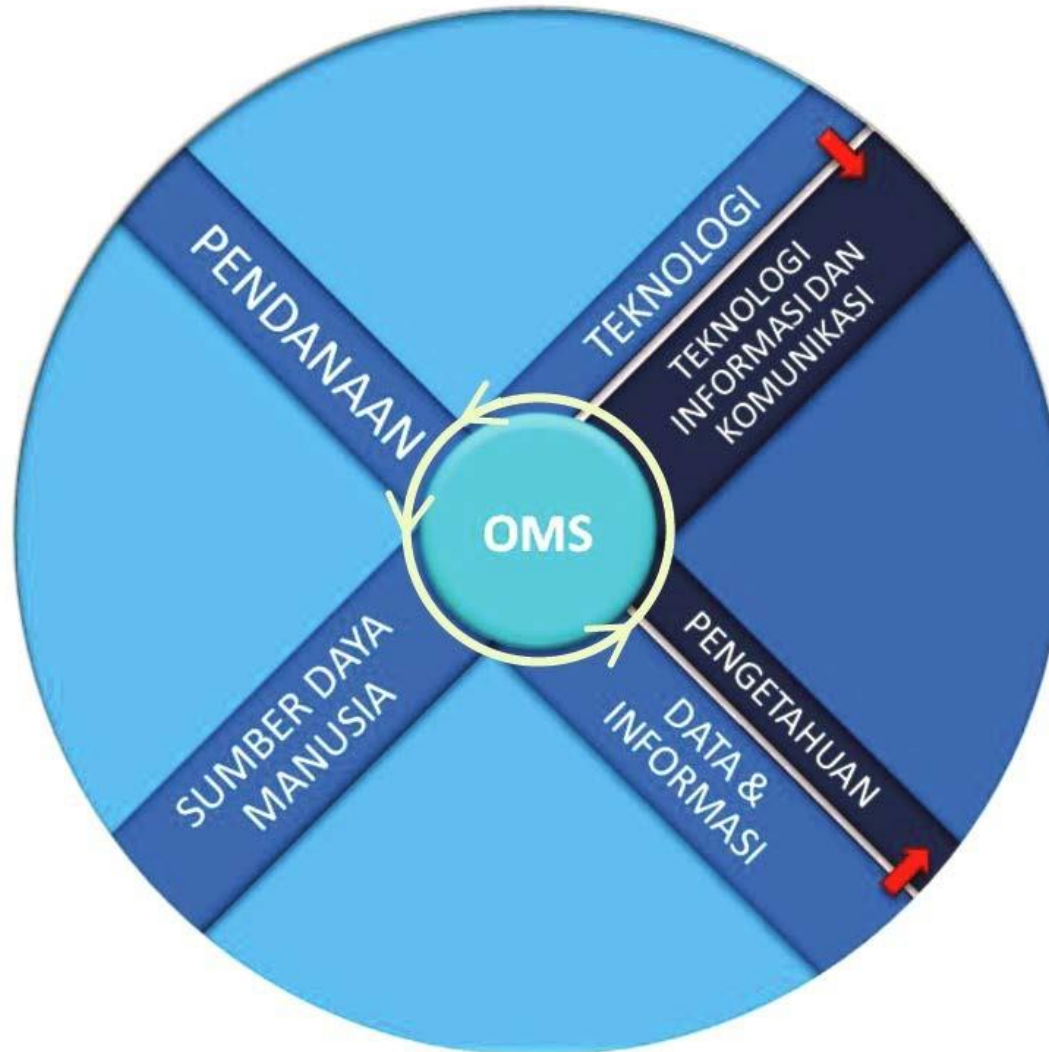 PENDANAAN
TEKNOLOGI
TEKNOLOGI
INFORMASI DAN
KOMUNIKASI
OMS
SUMBER DAYA
MANUSIA
DATA &
INFORMASI
PENGETAHUAN